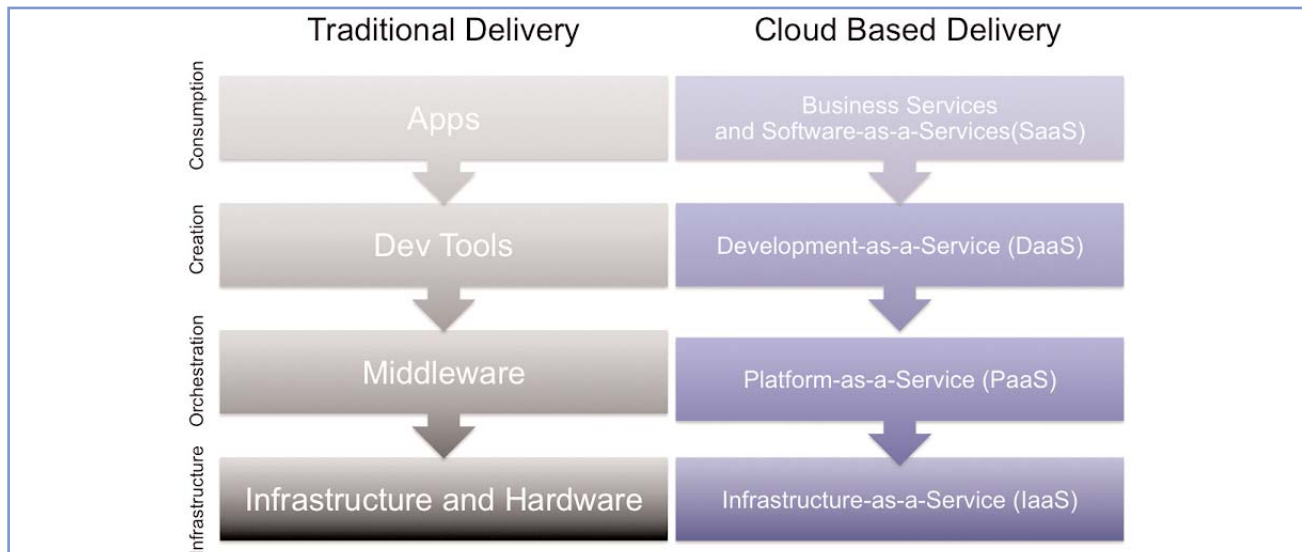 Traditional Delivery
Cloud Based Delivery
Consumption
Apps
Business Services
and Software-as-a-Services(SaaS)
Creation
Dev Tools
Development-as-a-Service (DaaS)
Orchestration
Middleware
Platform-as-a-Service (PaaS)
Infrastructure
Infrastructure and Hardware
Infrastructure-as-a-Service (IaaS)